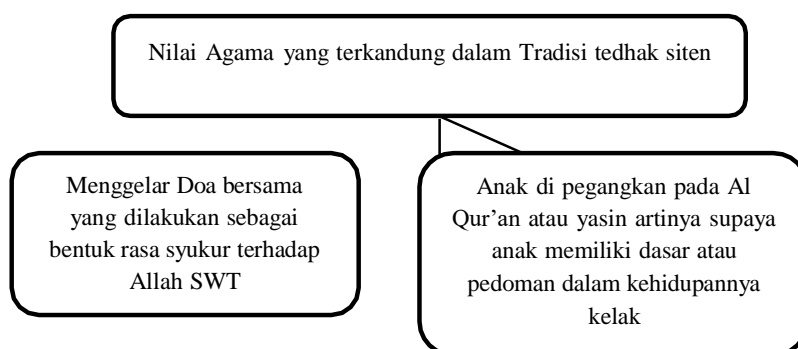 Nilai Agama yang terkandung dalam Tradisi tedhak siten
Menggelar Doa bersama
yang dilakukan sebagai
bentuk rasa syukur terhadap
Allah SWT
Anak di pegangkan pada Al
Qur’an atau yasin artinya supaya
anak memiliki dasar atau
pedoman dalam kehidupannya
kelak